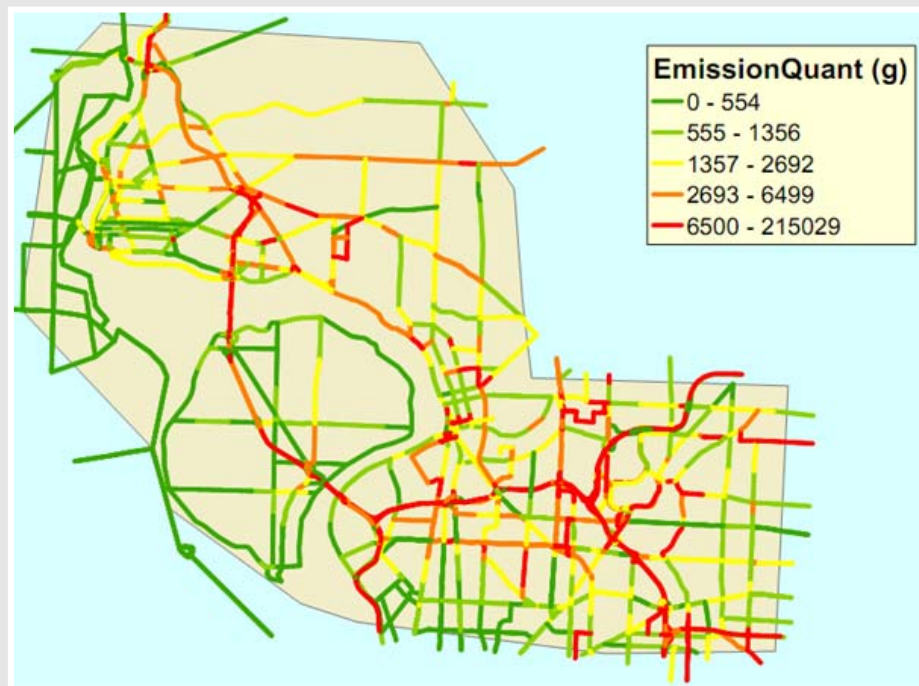 EmissionQuant (g)
0 - 554
555 - 1356
1357 - 2692
2693 - 6499
6500 - 215029